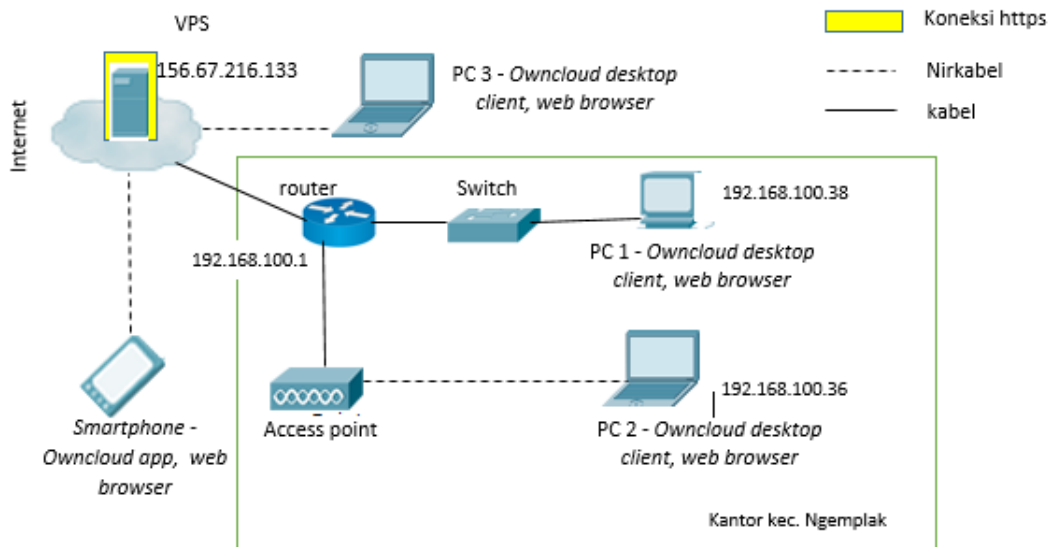 VPS
Koneksi https
156.67.216.133
PC 3 - Owncloud desktop
client, web browser
Nirkabel
kabel
Internet
router
Switch
192.168.100.38
192.168.100.1
PC 1 - Owncloud desktop
client, web browser
192.168.100.36
Smartphone -
Owncloud app, web
browser
Access point
PC 2 - Owncloud desktop
client, web browser
Kantor kec. Ngemplak